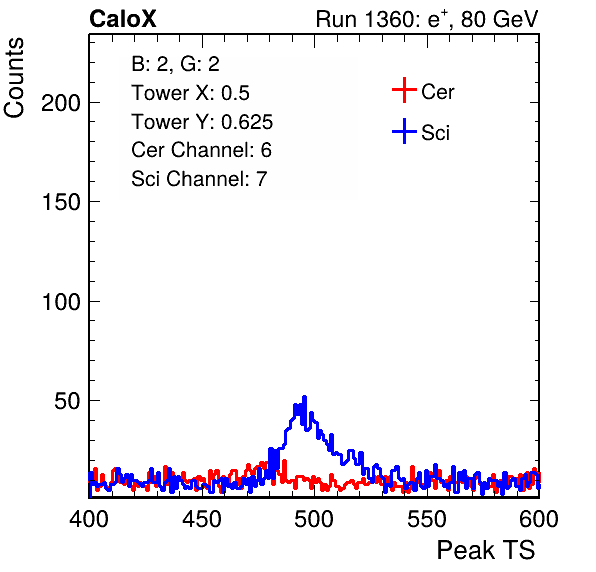 CaloX Run 1360: e⁺, 80 GeV
Counts
B: 2, G: 2
Tower X: 0.5
Tower Y: 0.625
Cer Channel: 6
Sci Channel: 7
Cer
Sci
200
150
100
50
400 450 500 550 600
Peak TS